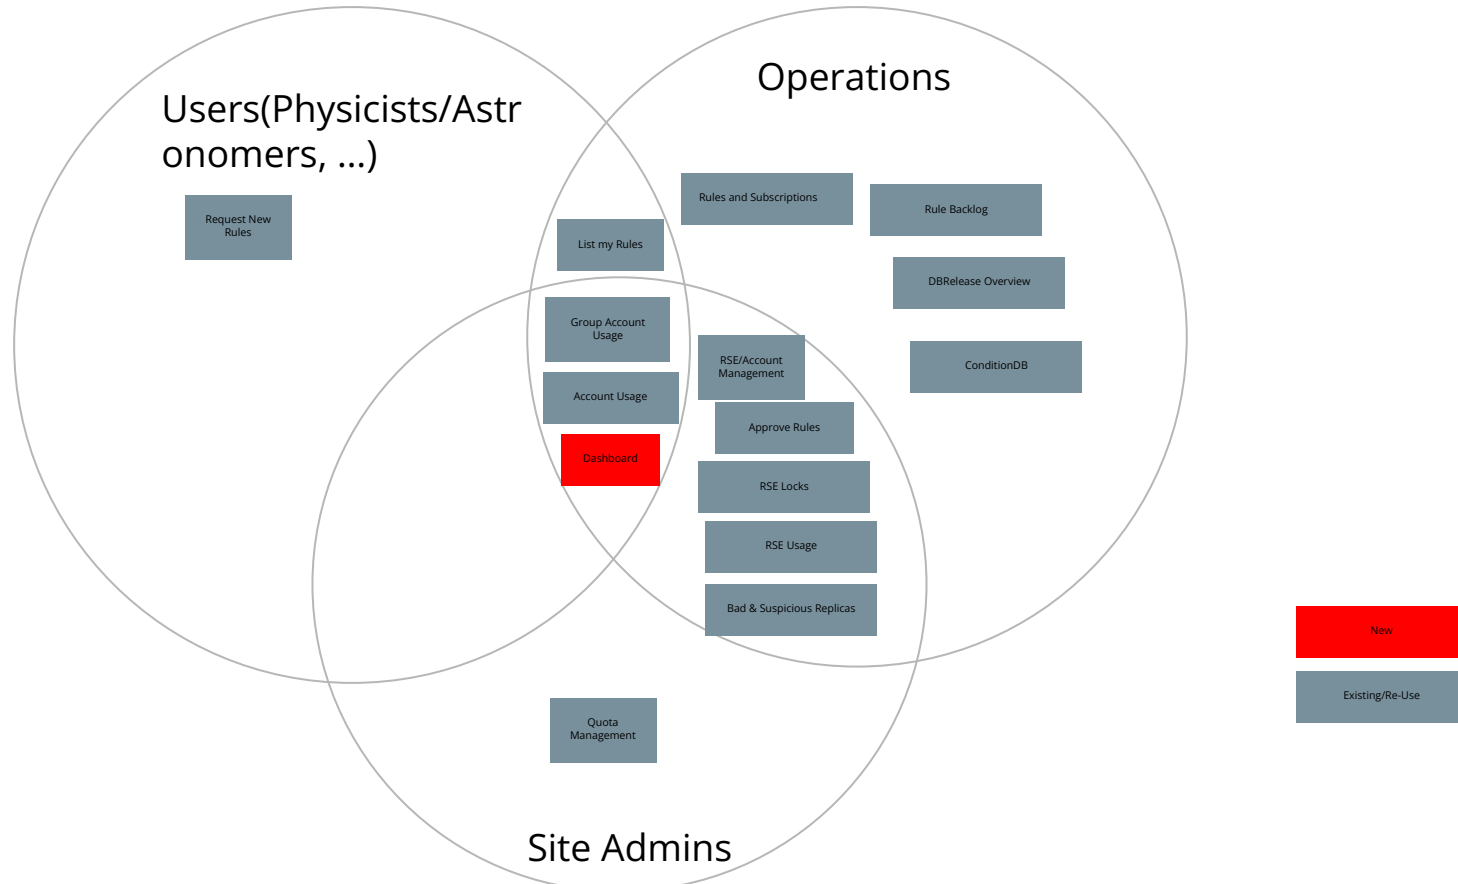 Operations
Users(Physicists/Astr
onomers, ...)
Rules and Subscriptions
Rule Backlog
Request New
Rules
List my Rules
DBRelease Overview
Group Account
Usage
RSE/Account
Management
ConditionDB
Account Usage
Approve Rules
Dashboard
RSE Locks
RSE Usage
Bad & Suspicious Replicas
New
Existing/Re-Use
Quota
Management
Site Admins